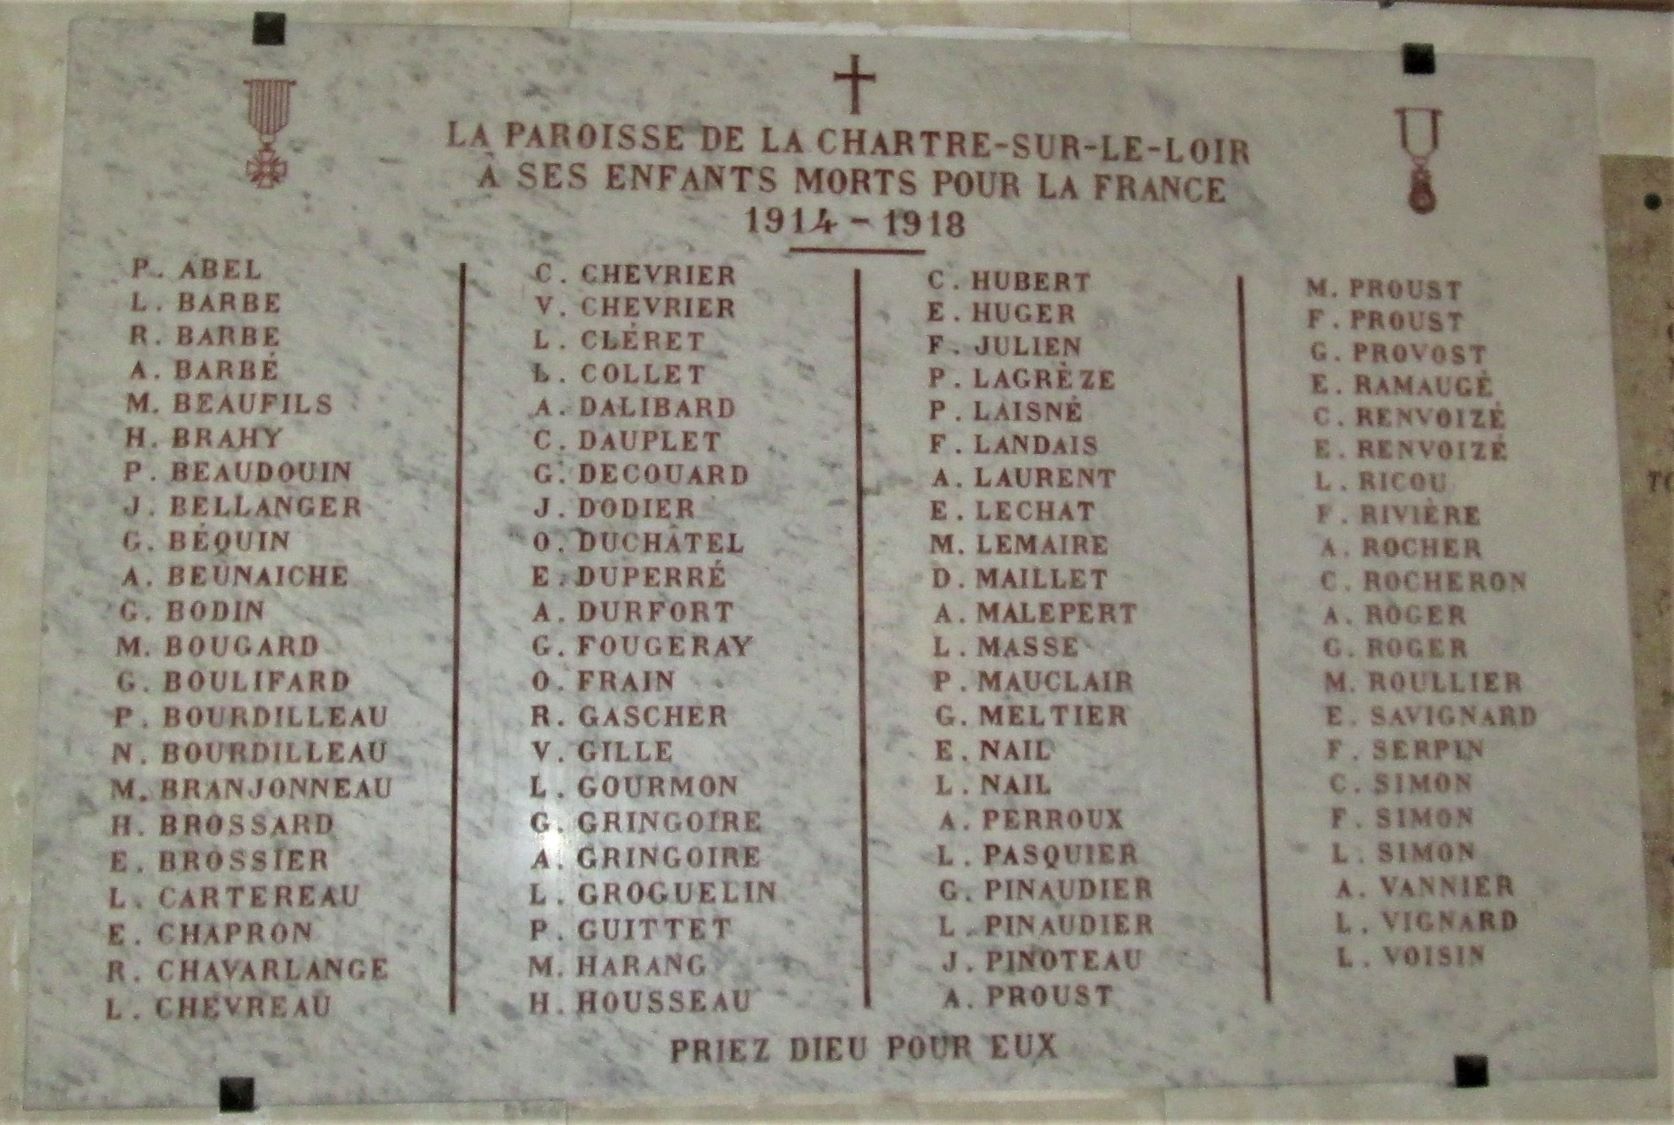 LA PAROISSE DE LA CHARTRE-SUR-LE-LOIR
À SES ENFANTS MORTS POUR LA FRANCE
1914 - 1918
P. ABEL
L. BARBE
R. BARBE
A. BARBÉ
M. BEAUFILS
H. BRAHY
P. BEAUDOUIN
J. BELLANGER
G. BÉQUIN
A. BEUNAICHE
G. BODIN
M. BOUGARD
G. BOULIFARD
P. BOURDILLEAU
N. BOURDILLEAU
M. BRANJONNEAU
H. BROSSARD
E. BROSSIER
L. CARTEREAU
E. CHAPRON
R. CHAVARLANGE
L. CHEVREAU
C. CHEVRIER
V. CHEVRIER
L. CLÉRET
L. COLLET
A. DALIBARD
C. DAUPLET
G. DECOUARD
J. DODIER
O. DUCHÂTEL
E. DUPERRÉ
A. DURFORT
G. FOUGERAY
O. FRAIN
R. GASCHER
V. GILLE
L. GOURMON
G. GRINGOIRE
A. GRINGOIRE
L. GROGUELIN
P. GUITTET
M. HARANG
H. HOUSSEAU
C. HUBERT
E. HUGER
F. JULIEN
P. LAGRÈZE
P. LAISNÉ
F. LANDAIS
A. LAURENT
E. LECHAT
M. LEMAIRE
D. MAILLET
A. MALEPERT
L. MASSE
P. MAUCLAIR
G. MELTIER
E. NAIL
L. NAIL
A. PERROUX
L. PASQUIER
G. PINAUDIER
L. PINAUDIER
J. PINOTEAU
A. PROUST
M. PROUST
F. PROUST
G. PROVOST
E. RAMAUGÉ
C. RENVOIZÉ
E. RENVOIZÉ
L. RICOU
F. RIVIÈRE
A. ROCHER
C. ROCHERON
A. ROGER
G. ROGER
M. ROULLIER
E. SAVIGNARD
F. SERPIN
C. SIMON
F. SIMON
L. SIMON
A. VANNIER
L. VIGNARD
L. VOISIN
PRIEZ DIEU POUR EUX